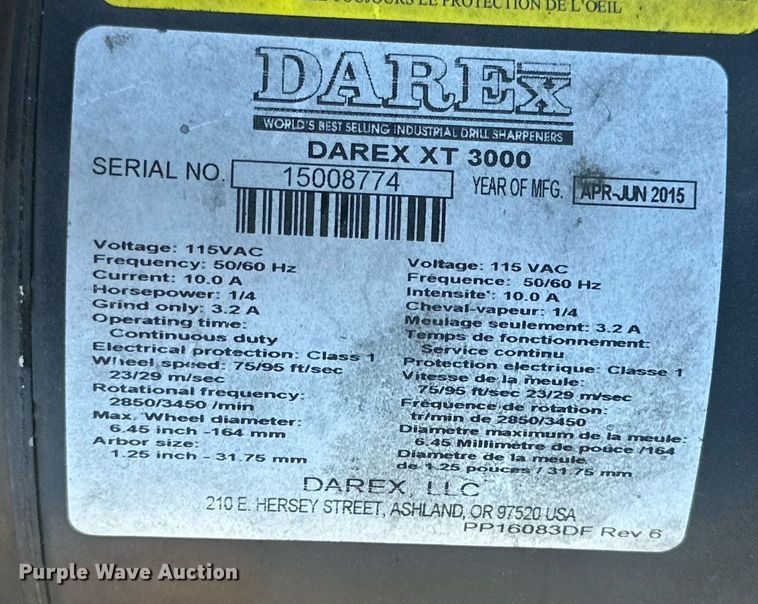 TOUJOURS LE PROTECTION DE L'OEIL
DAREX
WORLD'S BEST SELLING INDUSTRIAL DRILL SHARPENERS
DAREX XT 3000
SERIAL NO. 15008774 YEAR OF MFG. APR-JUN 2015
Voltage: 115VAC
Frequency: 50/60 Hz
Current: 10.0 A
Horsepower: 1/4
Grind only: 3.2 A
Operating time:
Continuous duty
Electrical protection: Class 1
Wheel speed: 75/95 ft/sec
23/29 m/sec
Rotational frequency:
2850/3450 /min
Max. Wheel diameter:
6.45 inch -164 mm
Arbor size:
1.25 inch - 31.75 mm
Voltage: 115 VAC
Fréquence: 50/60 Hz
Intensite': 10.0 A
Cheval-vapeur: 1/4
Meulage seulement: 3.2 A
Temps de fonctionnement:
Service continu
Protection electrique: Classe 1
Vitesse de la meule:
75/95 ft/sec 23/29 m/sec
Fréquence de rotation:
tr/min de 2850/3450
Diametre maximum de la meule:
6.45 Millimètre de pouce /164
Diametre de la meule
de 1.25 pouces / 31.75 mm
DAREX, LLC
210 E. HERSEY STREET, ASHLAND, OR 97520 USA
PP16083DF Rev 6
Purple Wave Auction